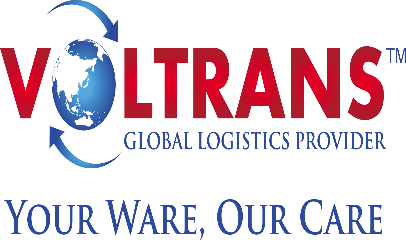 VOLTRANS™
GLOBAL LOGISTICS PROVIDER
YOUR WARE, OUR CARE